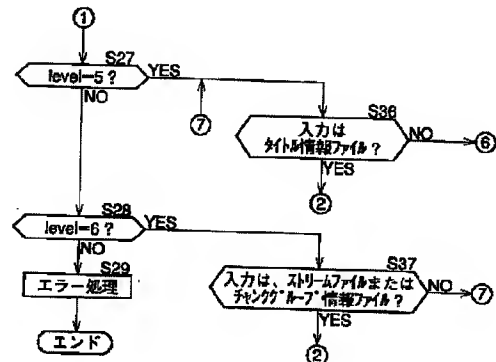 ①
S27
level=5?
YES
NO
⑦
S36
入力は
タイトル情報ファイル?
NO
⑥
YES
②
S28
level=6?
YES
NO
S29
エラー処理
エンド
S37
入力は、ストリームファイルまたは
チャンクグループ情報ファイル?
NO
⑦
YES
②